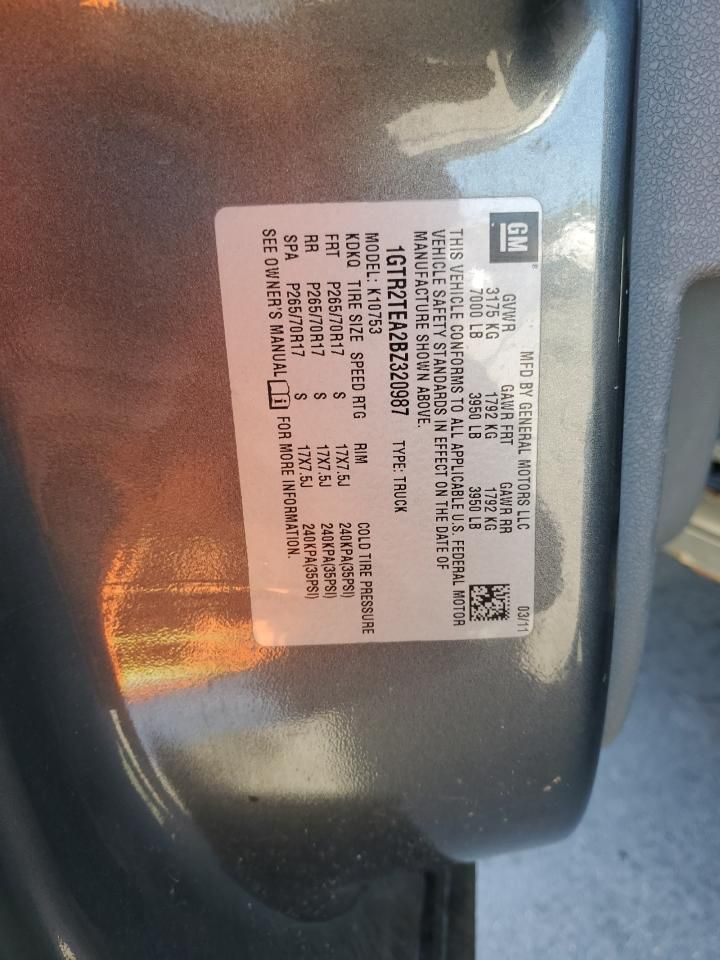 GM ®
MFD BY GENERAL MOTORS LLC 03/11
GVWR GAWR FRT GAWR RR
3175 KG 1792 KG 1792 KG
7000 LB 3950 LB 3950 LB
THIS VEHICLE CONFORMS TO ALL APPLICABLE U.S. FEDERAL MOTOR
VEHICLE SAFETY STANDARDS IN EFFECT ON THE DATE OF
MANUFACTURE SHOWN ABOVE.
1GTR2TEA2BZ320987 TYPE: TRUCK
MODEL: K10753
KDKQ TIRE SIZE SPEED RTG RIM COLD TIRE PRESSURE
FRT P265/70R17 S 17X7.5J 240KPA(35PSI)
RR P265/70R17 S 17X7.5J 240KPA(35PSI)
SPA P265/70R17 S 17X7.5J 240KPA(35PSI)
SEE OWNER'S MANUAL FOR MORE INFORMATION.